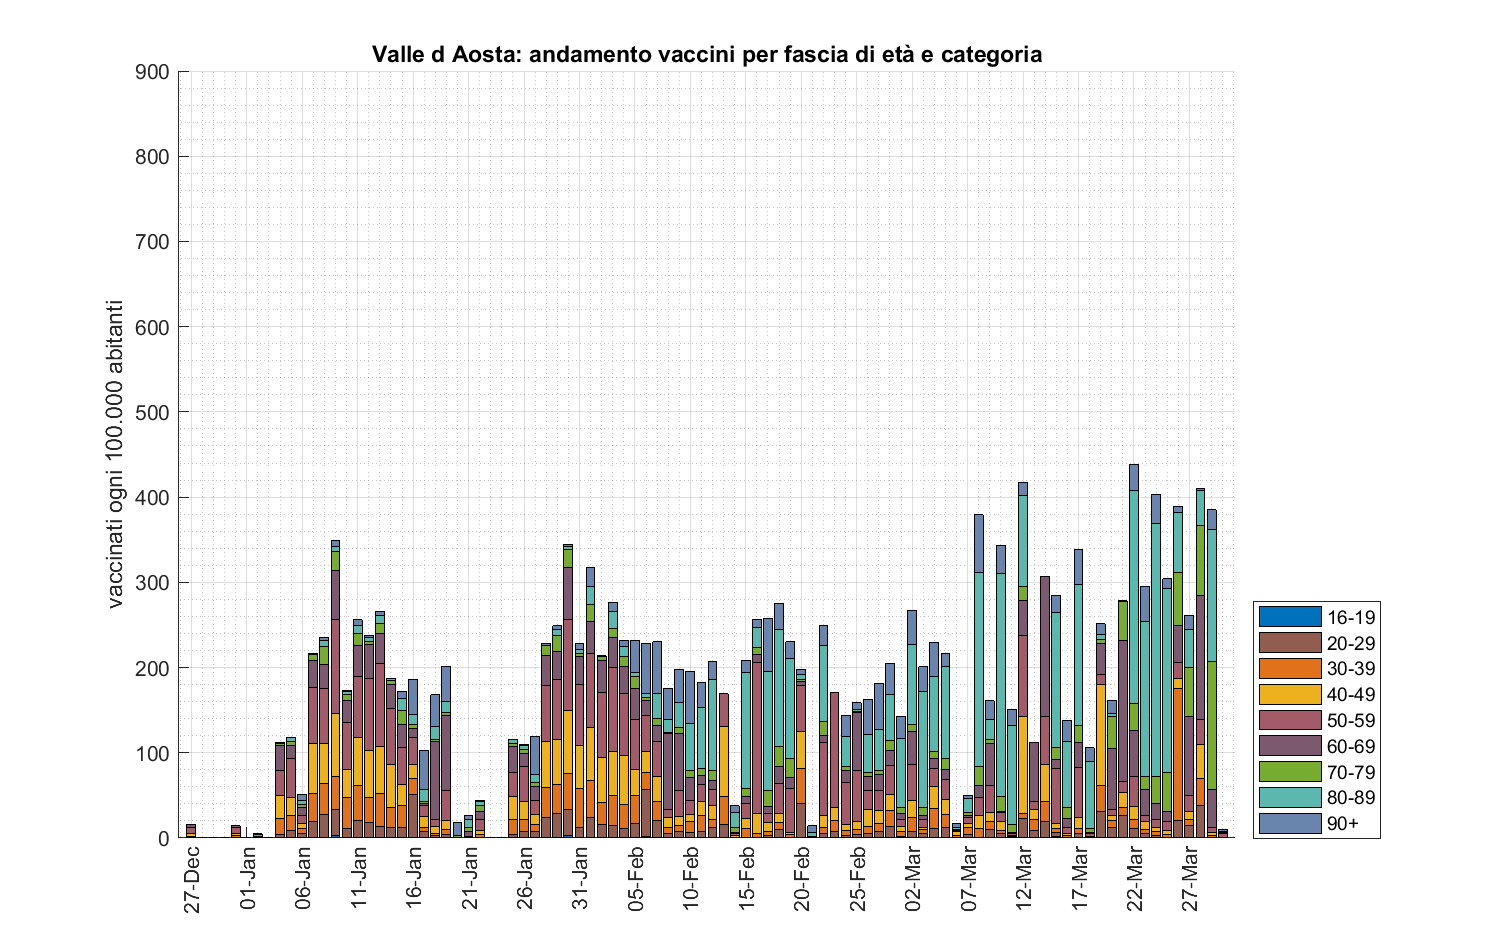 Valle d Aosta: andamento vaccini per fascia di età e categoria
vaccinati ogni 100.000 abitanti
900
800
700
600
500
400
300
200
100
0
27-Dec
01-Jan
06-Jan
11-Jan
16-Jan
21-Jan
26-Jan
31-Jan
05-Feb
10-Feb
15-Feb
20-Feb
25-Feb
02-Mar
07-Mar
12-Mar
17-Mar
22-Mar
27-Mar
16-19
20-29
30-39
40-49
50-59
60-69
70-79
80-89
90+